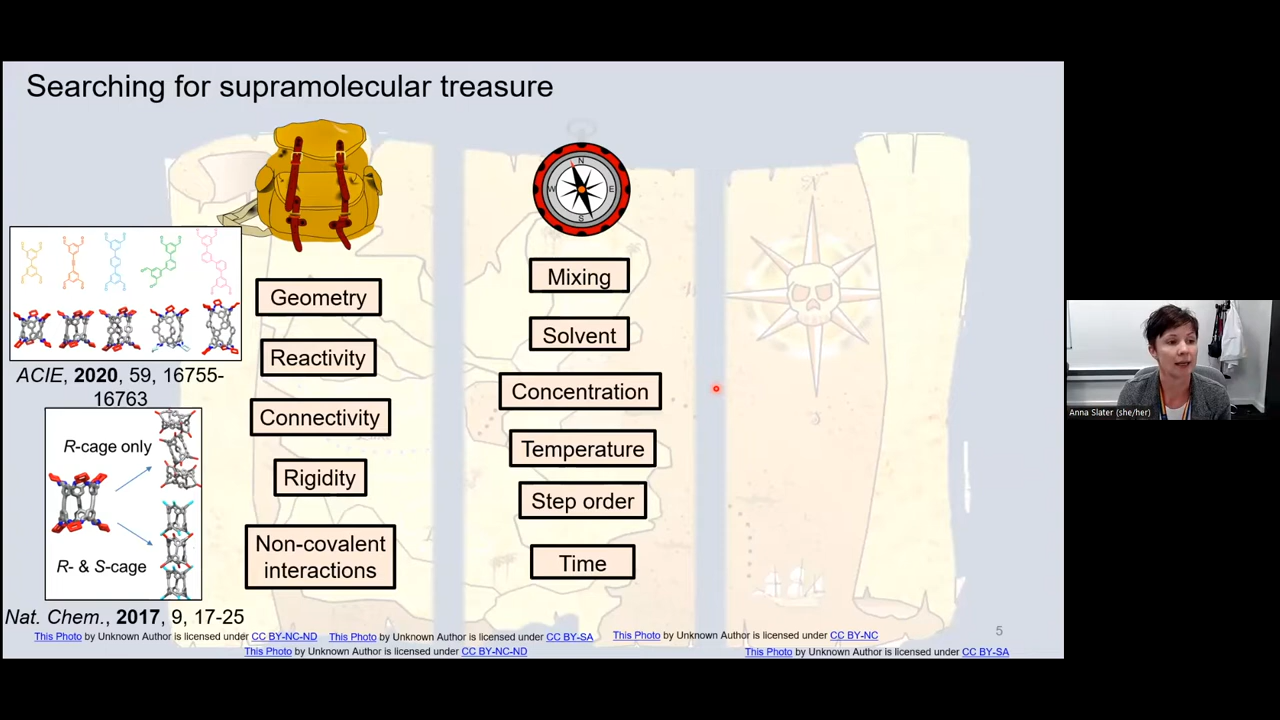 Searching for supramolecular treasure
N
W
E
S
ACIE, 2020, 59, 16755-
16763
R-cage only
R- & S-cage
Nat. Chem., 2017, 9, 17-25
Geometry
Reactivity
Connectivity
Rigidity
Non-covalent
interactions
Mixing
Solvent
Concentration
Temperature
Step order
Time
Anna Slater (she/her)
5
This Photo by Unknown Author is licensed under CC BY-NC-ND
This Photo by Unknown Author is licensed under CC BY-SA
This Photo by Unknown Author is licensed under CC BY-NC
This Photo by Unknown Author is licensed under CC BY-NC-ND
This Photo by Unknown Author is licensed under CC BY-SA